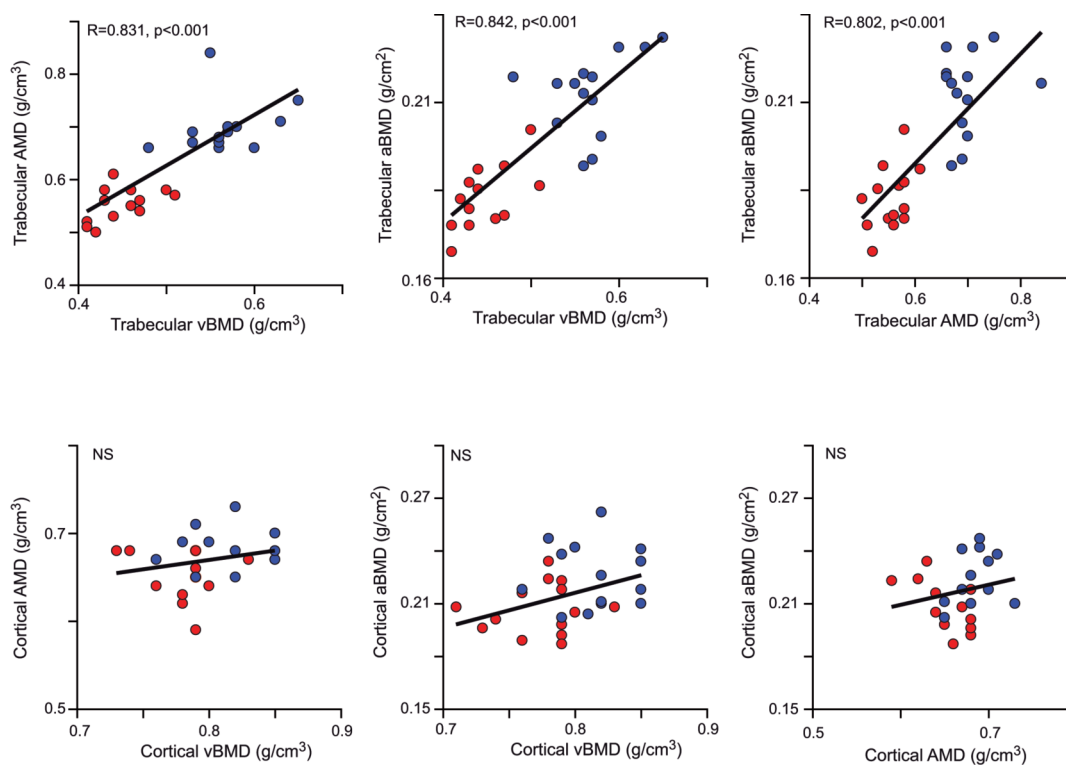 R=0.831, p<0.001
Trabecular AMD (g/cm3)
0.8
0.6
0.4
0.4
0.6
Trabecular vBMD (g/cm3)
R=0.842, p<0.001
Trabecular aBMD (g/cm2)
0.21
0.16
0.4
0.6
Trabecular vBMD (g/cm3)
R=0.802, p<0.001
Trabecular aBMD (g/cm2)
0.21
0.16
0.4
0.6
0.8
Trabecular AMD (g/cm3)
NS
Cortical AMD (g/cm3)
0.7
0.5
0.7
0.8
0.9
Cortical vBMD (g/cm3)
NS
Cortical aBMD (g/cm2)
0.27
0.21
0.15
0.7
0.8
0.9
Cortical vBMD (g/cm3)
NS
Cortical aBMD (g/cm2)
0.27
0.21
0.15
0.5
0.7
Cortical AMD (g/cm3)